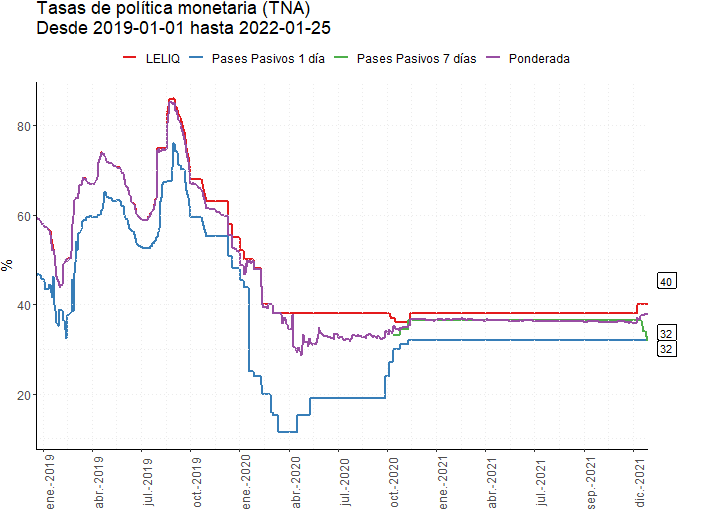 Tasas de política monetaria (TNA)
Desde 2019-01-01 hasta 2022-01-25
LELIQ Pases Pasivos 1 día Pases Pasivos 7 días Ponderada
%
80
60
40
20
40
32
32
ene.-2019 abr.-2019 jul.-2019 oct.-2019 ene.-2020 abr.-2020 jul.-2020 oct.-2020 ene.-2021 abr.-2021 jul.-2021 sep.-2021 dic.-2021